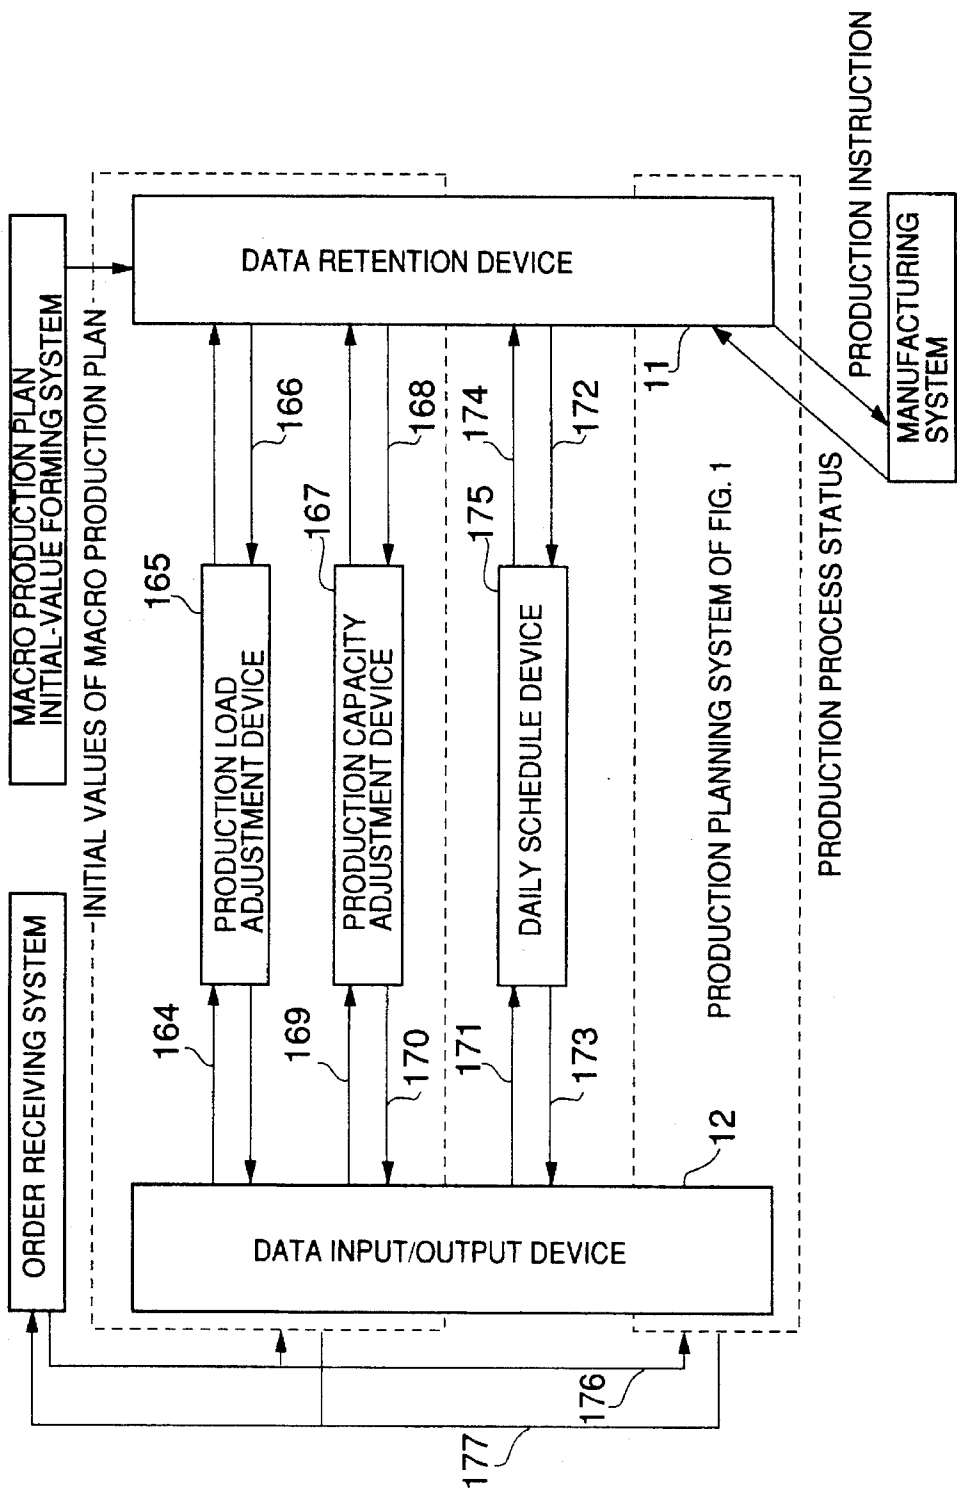 ORDER RECEIVING SYSTEM
MACRO PRODUCTION PLAN
INITIAL-VALUE FORMING SYSTEM
INITIAL VALUES OF MACRO PRODUCTION PLAN
177
176
DATA INPUT/OUTPUT DEVICE
12
164
165
PRODUCTION LOAD
ADJUSTMENT DEVICE
166
169
170
167
PRODUCTION CAPACITY
ADJUSTMENT DEVICE
168
171
173
175
DAILY SCHEDULE DEVICE
174
172
DATA RETENTION DEVICE
11
PRODUCTION PLANNING SYSTEM OF FIG. 1
PRODUCTION PROCESS STATUS
PRODUCTION INSTRUCTION
MANUFACTURING
SYSTEM